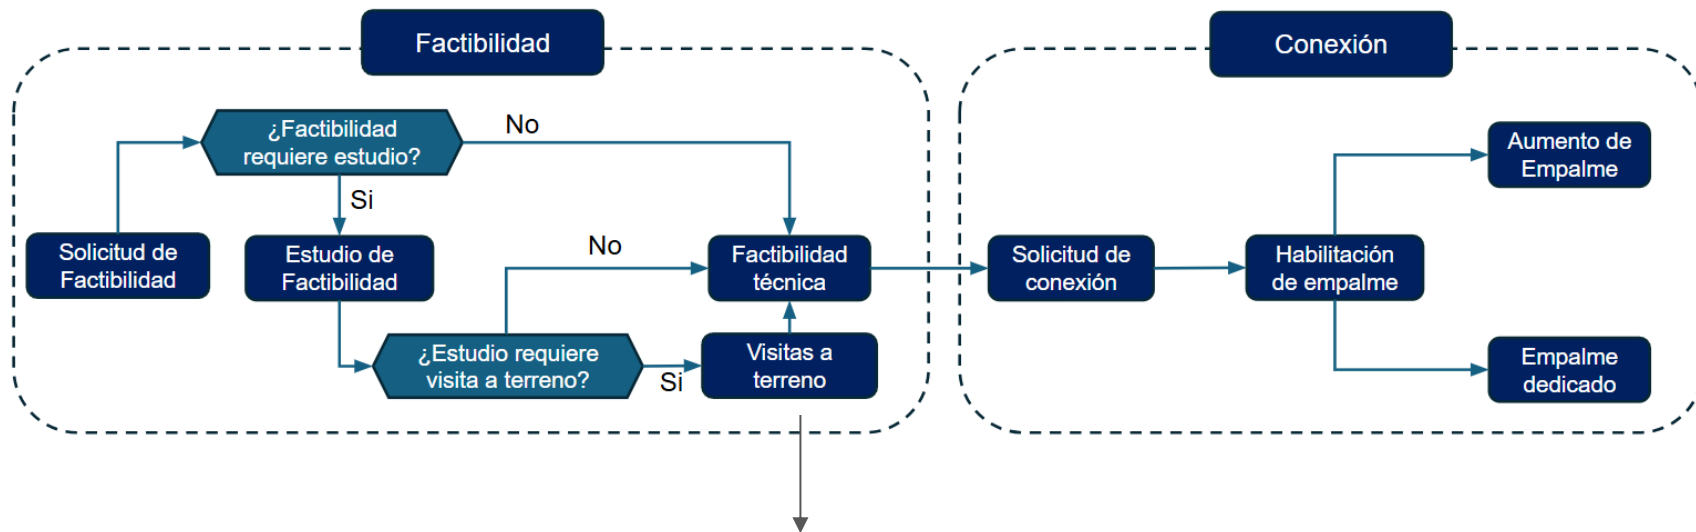 Factibilidad
¿Factibilidad
requiere estudio?
No
Si
Solicitud de
Factibilidad
Estudio de
Factibilidad
No
Factibilidad
técnica
¿Estudio requiere
visita a terreno?
Si
Visitas a
terreno
Conexión
Solicitud de
conexión
Habilitación
de empalme
Aumento de
Empalme
Empalme
dedicado